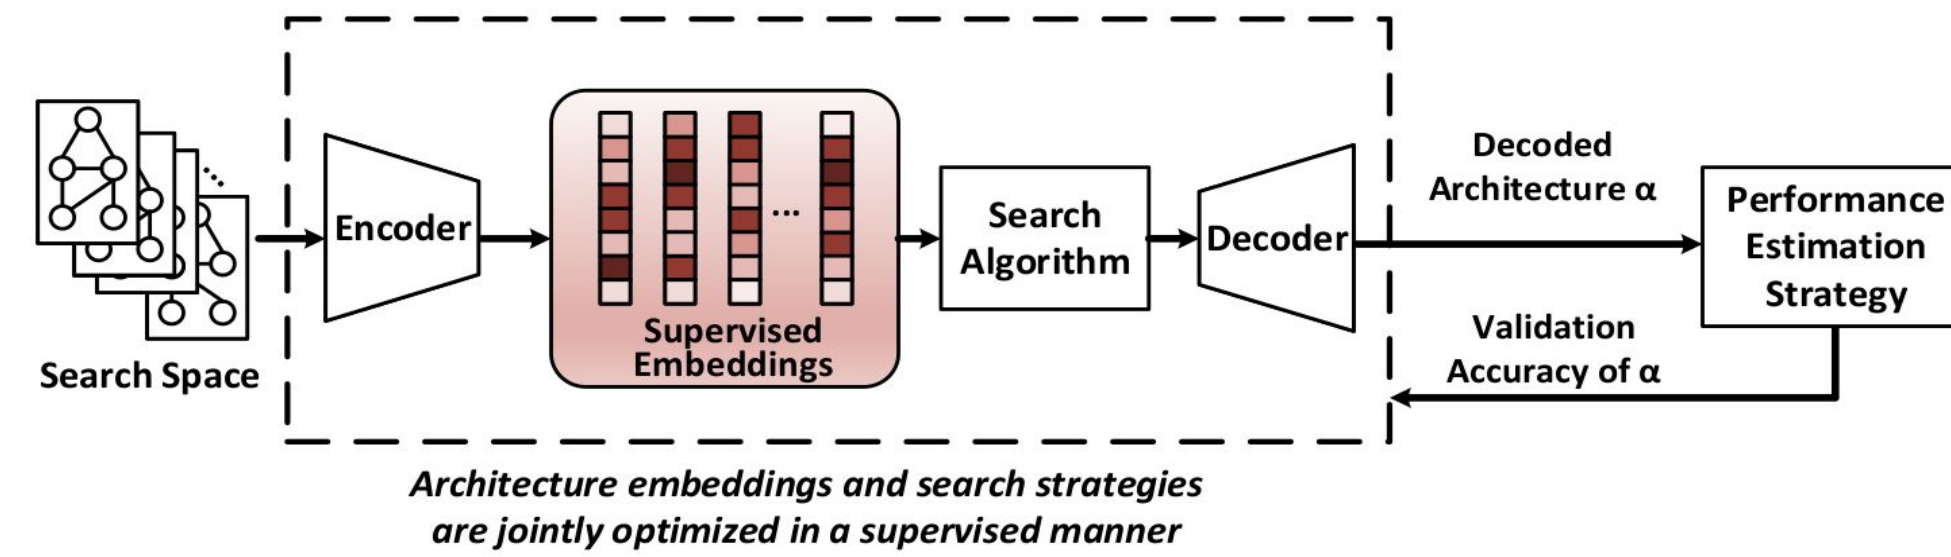 Search Space
Encoder
...
Supervised
Embeddings
Search
Algorithm
Decoder
Decoded
Architecture α
Performance
Estimation
Strategy
Validation
Accuracy of α
Architecture embeddings and search strategies
are jointly optimized in a supervised manner